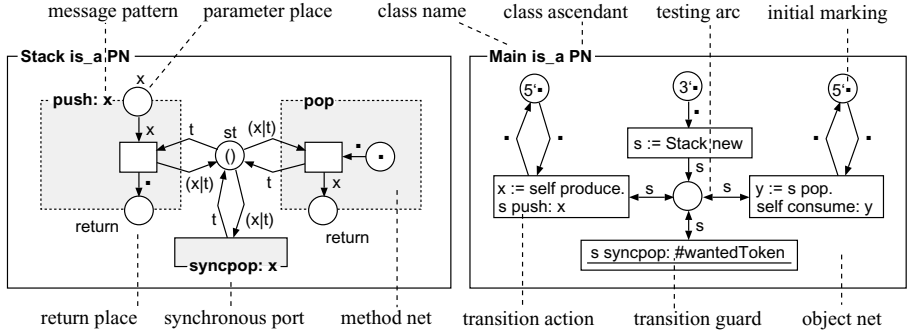 message pattern parameter place class name class ascendant testing arc initial marking
Stack is_a PN
x
push: x
pop
x
t
st
(x|t)
()
(x|t)
t
x
return
t
(x|t)
return
syncpop: x
Main is_a PN
5‘
3‘
5‘
s := Stack new
s
x := self produce.
s push: x
s
s
y := s pop.
self consume: y
s
s syncpop: #wantedToken
return place synchronous port method net transition action transition guard object net